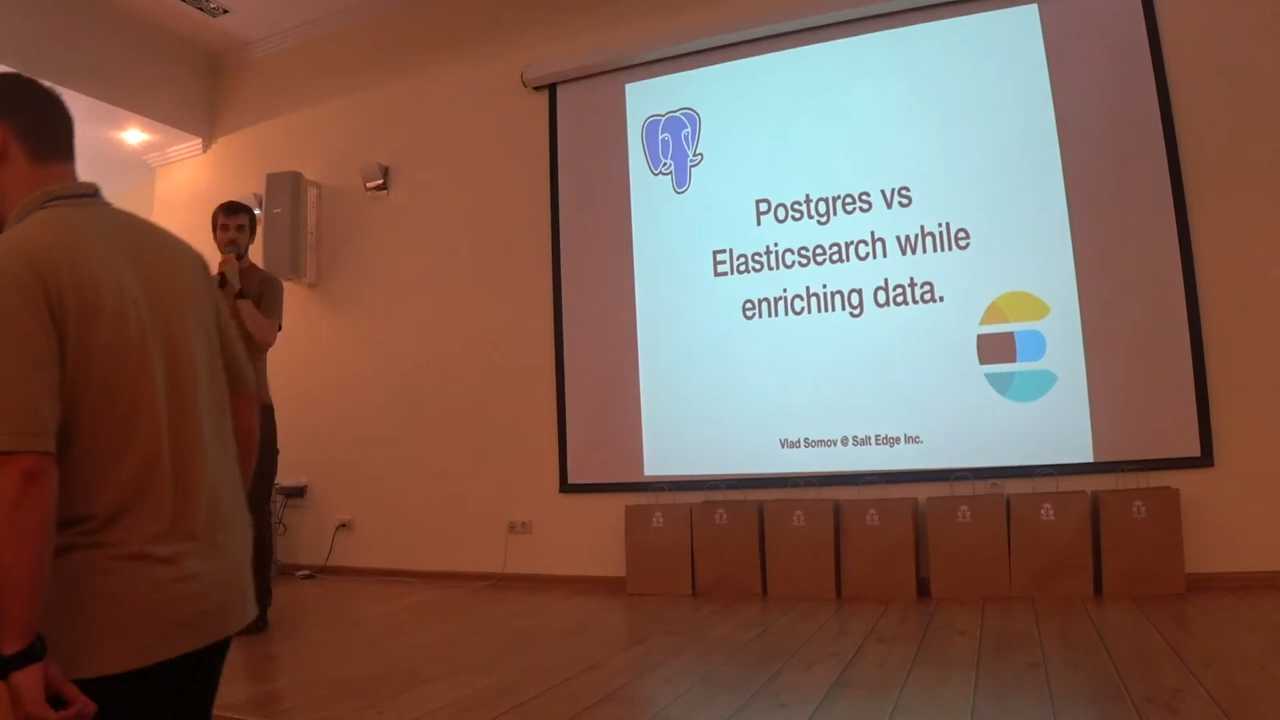 Postgres vs
Elasticsearch while
enriching data.
Vlad Somov @ Salt Edge Inc.